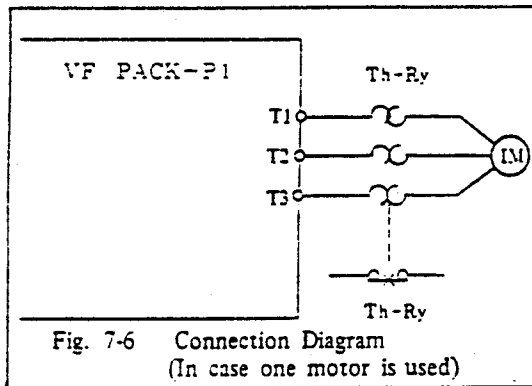 VF PACK-P1
Th-Ry
T1
T2
IM
T3
Th-Ry
Fig. 7-6 Connection Diagram
(In case one motor is used)